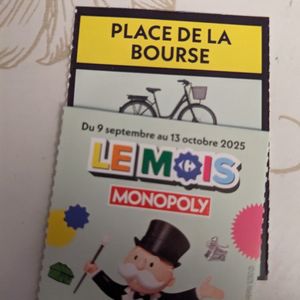 PLACE DE LA
BOURSE
Du 9 septembre au 13 octobre 2025
LE MOIS
MONOPOLY